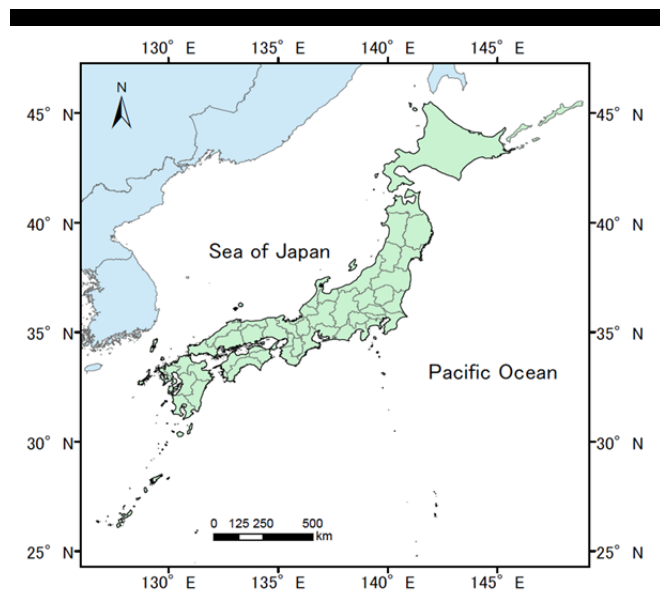 130° E 135° E 140° E 145° E
N
45° N 45° N
40° N 40° N
Sea of Japan
35° N 35° N
Pacific Ocean
30° N 30° N
0 125 250 500
km
25° N 25° N
130° E 135° E 140° E 145° E